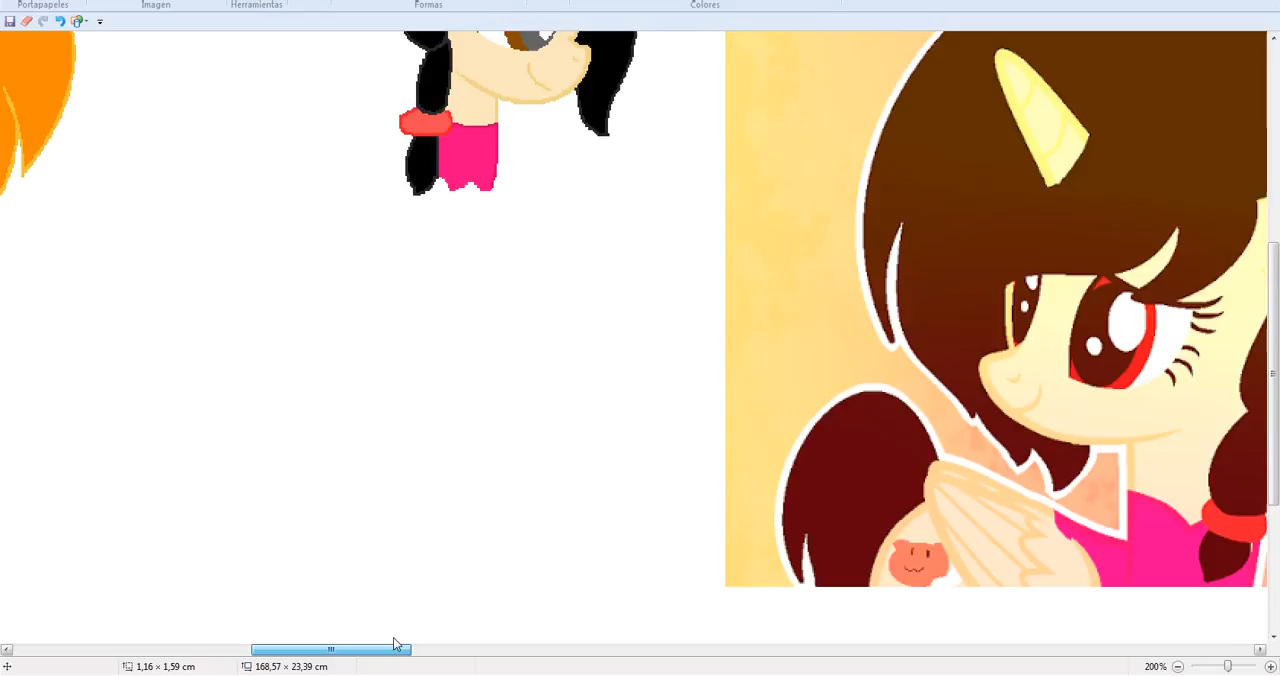 Portapapeles Imagen Herramientas Formas Colores
1,16 × 1,59 cm 168,57 × 23,39 cm 200%